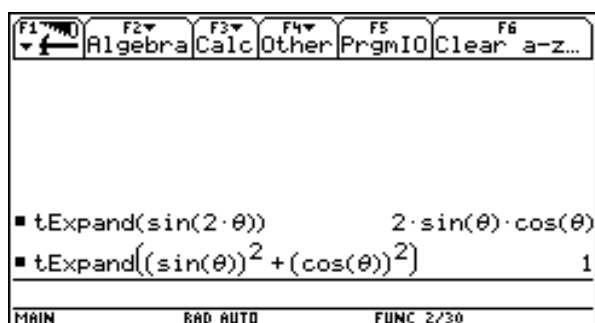 F1 F2 F3 F4 F5 F6
Algebra Calc Other PrgmIO Clear a-z…
tExpand(sin(2·θ)) 2·sin(θ)·cos(θ)
tExpand((sin(θ))² + (cos(θ))²) 1
MAIN RAD AUTO FUNC 2/30